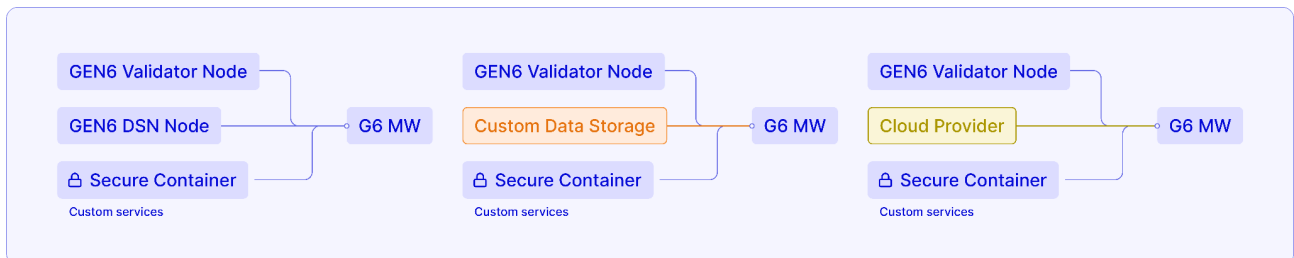 GEN6 Validator Node
GEN6 DSN Node
G6 MW
Secure Container
Custom services
GEN6 Validator Node
Custom Data Storage
G6 MW
Secure Container
Custom services
GEN6 Validator Node
Cloud Provider
G6 MW
Secure Container
Custom services